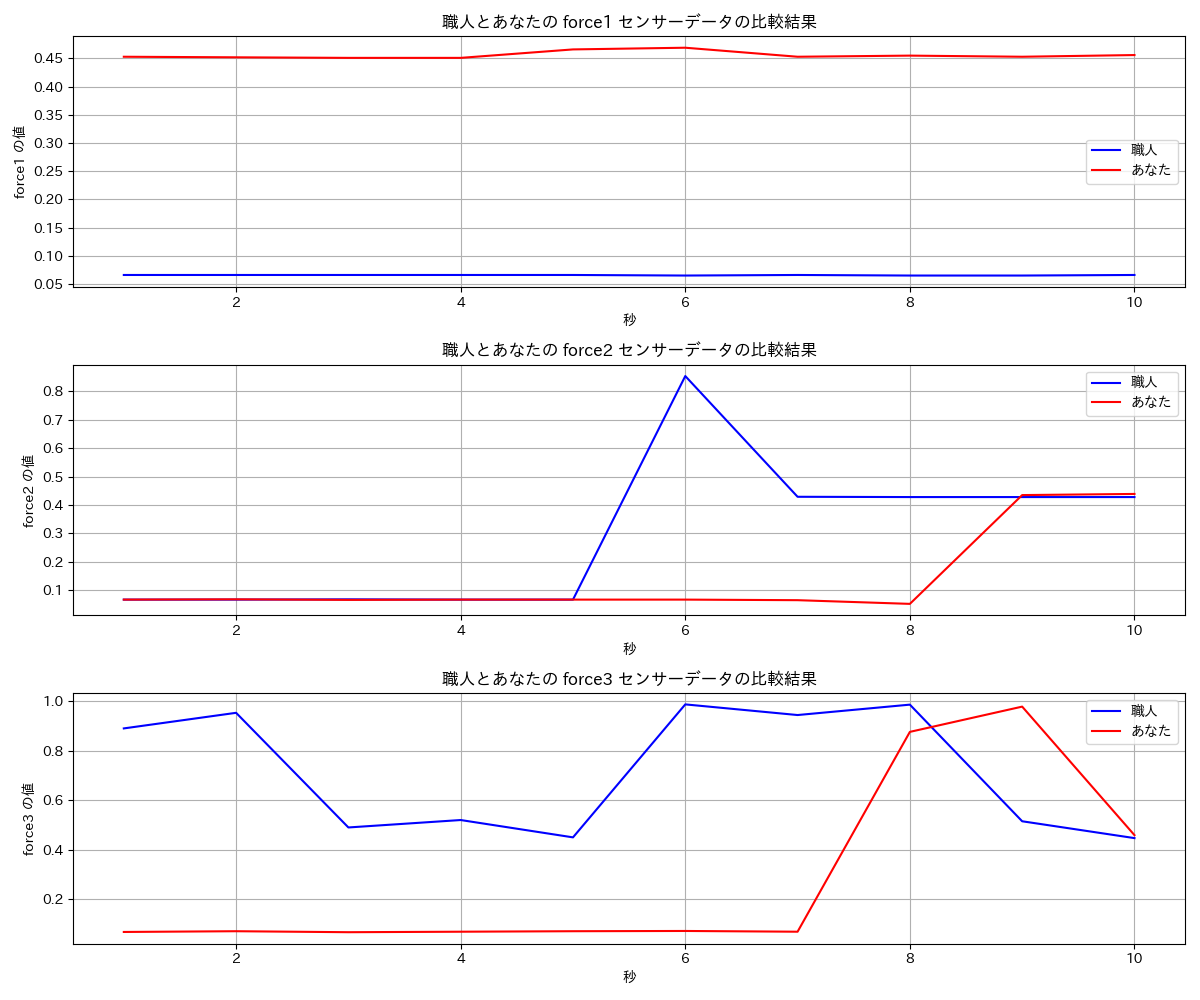 職人とあなたの force1 センサーデータの比較結果
force1 の値
0.45
0.40
0.35
0.30
0.25
0.20
0.15
0.10
0.05
職人
あなた
2 4 6 8 10
秒
職人とあなたの force2 センサーデータの比較結果
force2 の値
0.8
0.7
0.6
0.5
0.4
0.3
0.2
0.1
職人
あなた
2 4 6 8 10
秒
職人とあなたの force3 センサーデータの比較結果
force3 の値
1.0
0.8
0.6
0.4
0.2
職人
あなた
2 4 6 8 10
秒